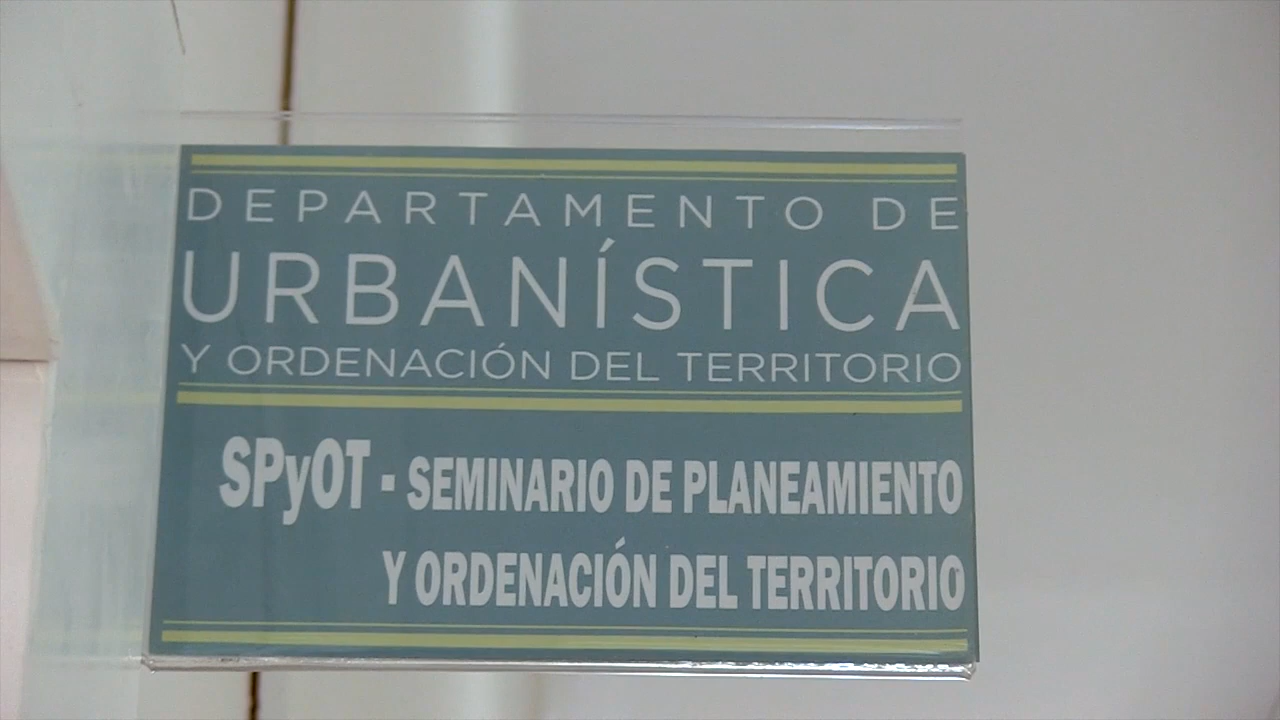 DEPARTAMENTO DE
URBANÍSTICA
Y ORDENACIÓN DEL TERRITORIO
SPyOT - SEMINARIO DE PLANEAMIENTO
Y ORDENACIÓN DEL TERRITORIO